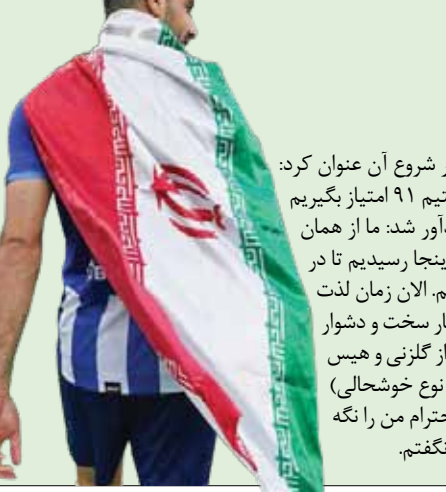 ر شروع آن عنوان کرد:
تیم ۹۱ امتیاز بگیریم
آور شد: ما از همان
ینجا رسیدیم تا در
م. الان زمان لذت
ار سخت و دشوار
از گلزنی و هیس
نوع خوشحالی)
حترام من را نگه
نگفتم.